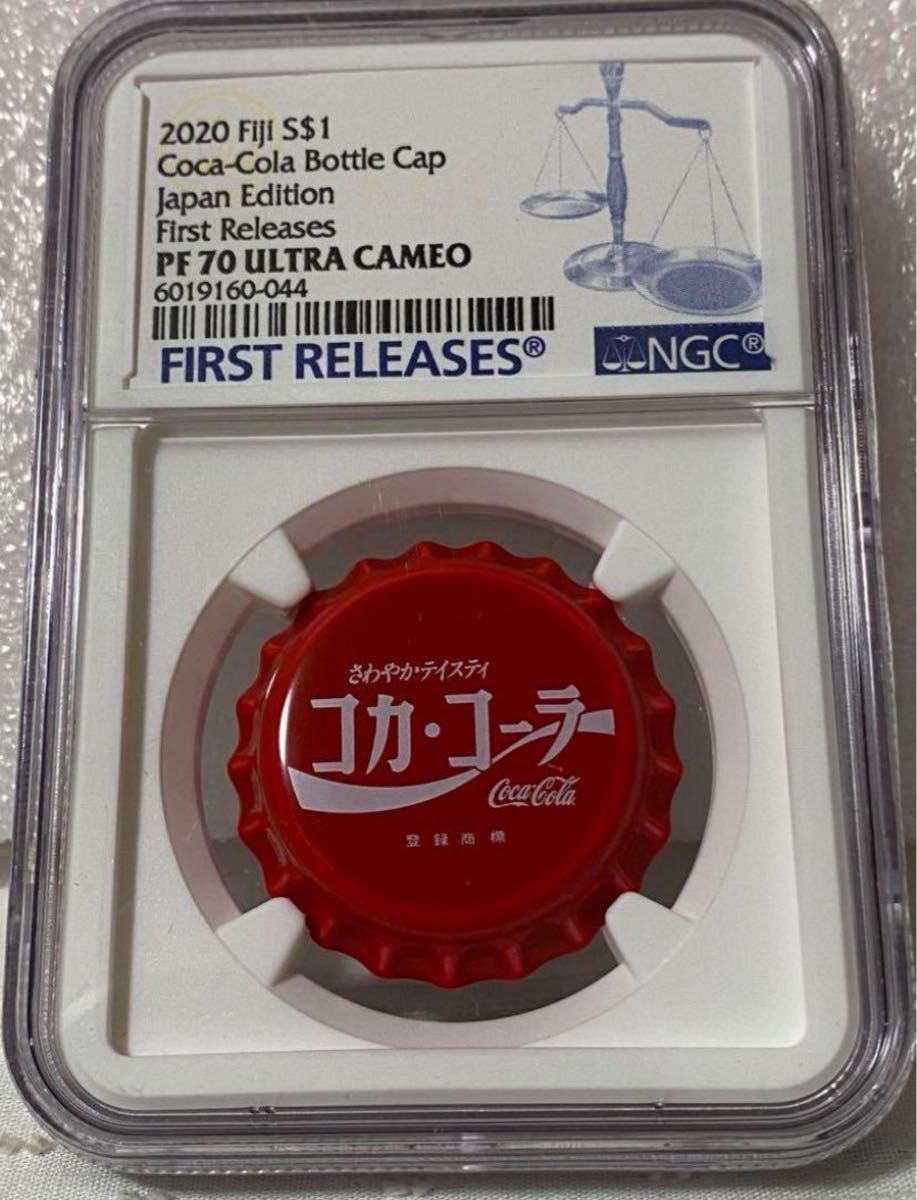 2020 Fiji S$1
Coca-Cola Bottle Cap
Japan Edition
First Releases
PF 70 ULTRA CAMEO
6019160-044
FIRST RELEASES®
NGC®
さわやか・テイスティ
コカ・コーラ
Coca-Cola
登録商標